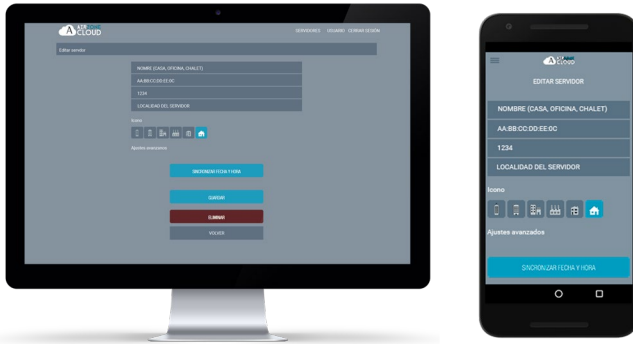 AIRZONE
CLOUD
SERVIDORES USUARIO CERRAR SESIÓN
Editar servidor
NOMBRE (CASA, OFICINA, CHALET)
AA:BB:CC:DD:EE:0C
1234
LOCALIDAD DEL SERVIDOR
Icono
Ajustes avanzados
SINCRONIZAR FECHA Y HORA
GUARDAR
ELIMINAR
VOLVER
AIRZONE
CLOUD
EDITAR SERVIDOR
NOMBRE (CASA, OFICINA, CHALET)
AA:BB:CC:DD:EE:0C
1234
LOCALIDAD DEL SERVIDOR
Icono
Ajustes avanzados
SINCRONIZAR FECHA Y HORA